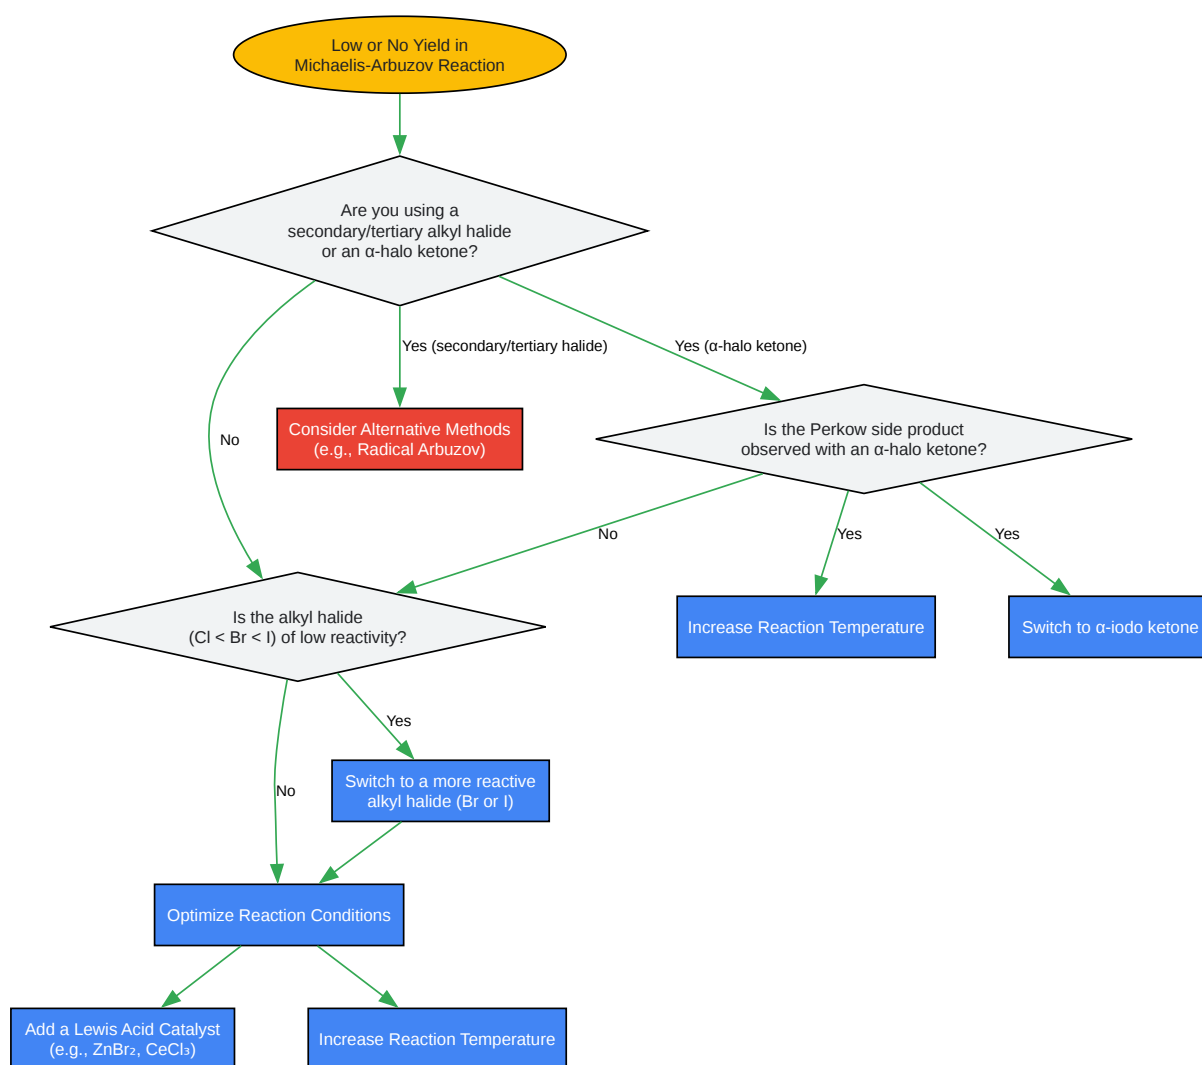 Low or No Yield in
Michaelis-Arbuzov Reaction
Are you using a
secondary/tertiary alkyl halide
or an α-halo ketone?
Yes (secondary/tertiary halide)
Yes (α-halo ketone)
No
Consider Alternative Methods
(e.g., Radical Arbuzov)
Is the Perkow side product
observed with an α-halo ketone?
No
Yes
Yes
Is the alkyl halide
(Cl < Br < I) of low reactivity?
Increase Reaction Temperature
Switch to α-iodo ketone
Yes
No
Switch to a more reactive
alkyl halide (Br or I)
Optimize Reaction Conditions
Add a Lewis Acid Catalyst
(e.g., ZnBr₂, CeCl₃)
Increase Reaction Temperature